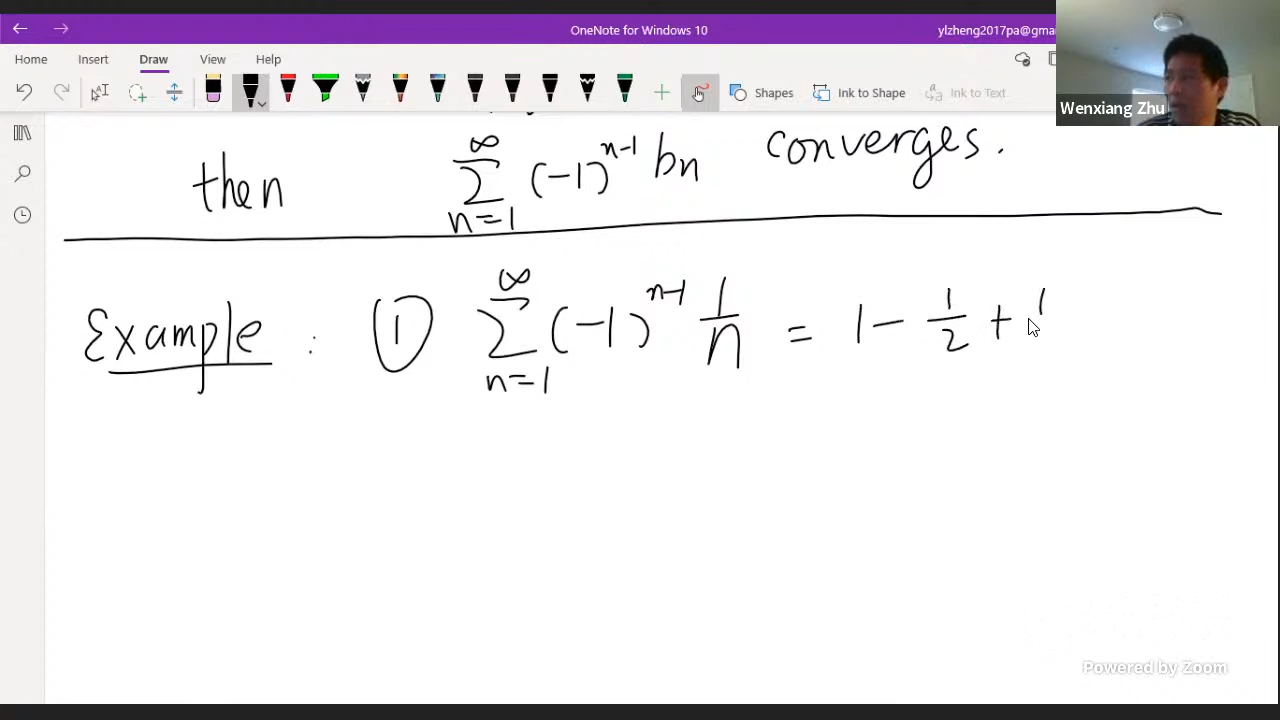 OneNote for Windows 10
ylzheng2017pa@gma
Home Insert Draw View Help
Shapes Ink to Shape Ink to Text
Wenxiang Zhu
then ∞ Σ n=1 (-1)^{n-1} bn converges.
Example : ① ∞ Σ n=1 (-1)^{n-1} 1/n = 1 - 1/2 + 1
Powered by Zoom